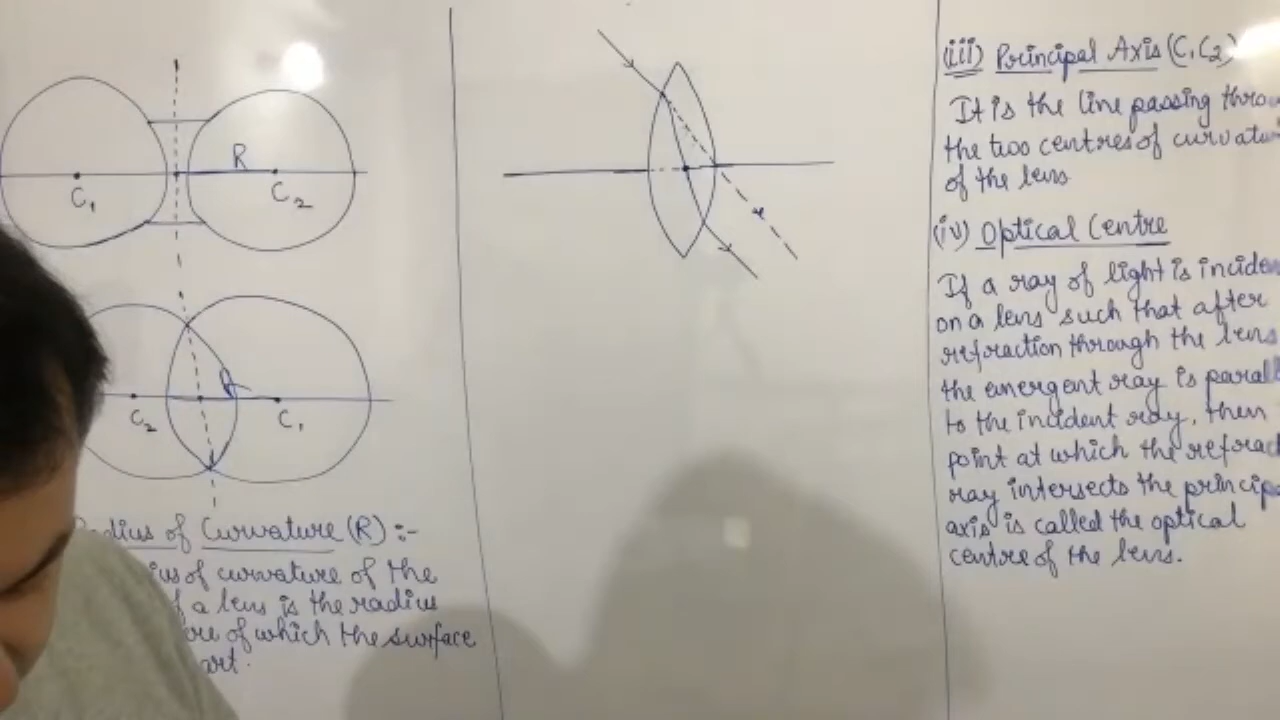 R
C₁
C₂
R
C₂
C₁
of Curvature (R) :-
of curvature of the
a lens is the radius
of which the surface
(iii) Principal Axis (C₁C₂)
It is the line passing
the two centres of
of the lens
(iv) Optical Centre
If a ray of light is
on a lens such that after
refraction through the lens
the emergent ray is
to the incident ray, then
point at which the
ray intersects the
axis is called the optical
centre of the lens.